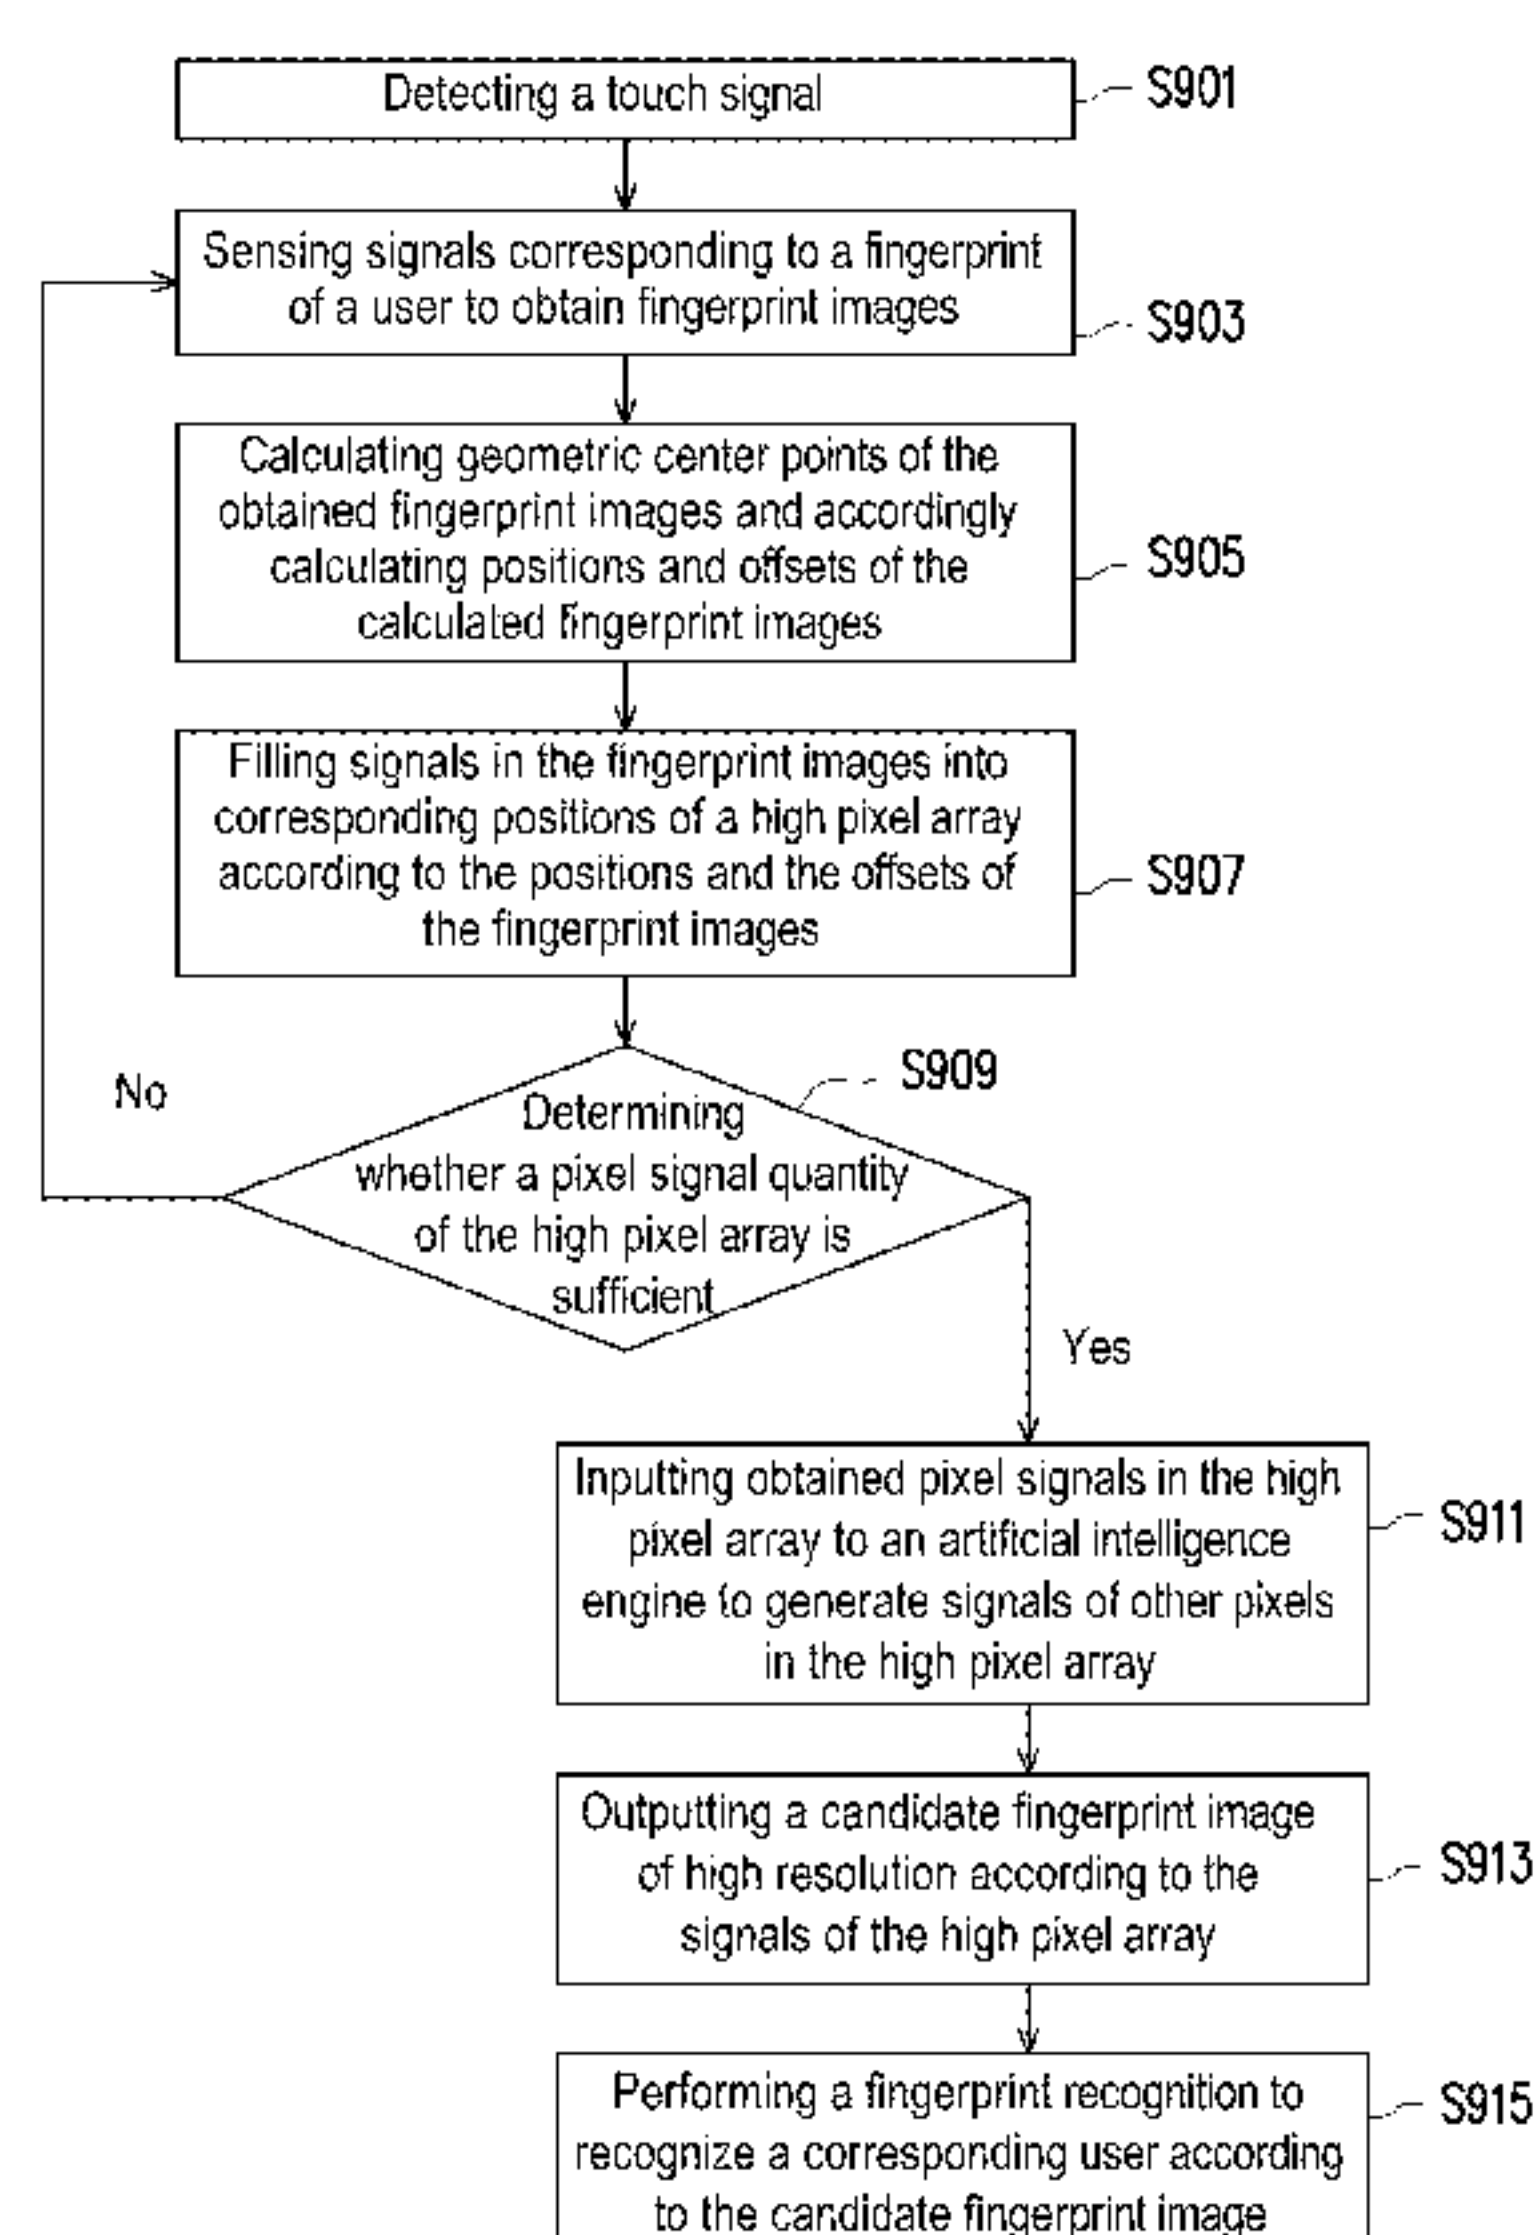 Detecting a touch signal
S901
Sensing signals corresponding to a fingerprint
of a user to obtain fingerprint images
S903
Calculating geometric center points of the
obtained fingerprint images and accordingly
calculating positions and offsets of the
calculated fingerprint images
S905
Filling signals in the fingerprint images into
corresponding positions of a high pixel array
according to the positions and the offsets of
the fingerprint images
S907
No
S909
Determining
whether a pixel signal quantity
of the high pixel array is
sufficient
Yes
Inputting obtained pixel signals in the high
pixel array to an artificial intelligence
engine to generate signals of other pixels
in the high pixel array
S911
Outputting a candidate fingerprint image
of high resolution according to the
signals of the high pixel array
S913
Performing a fingerprint recognition to
recognize a corresponding user according
to the candidate fingerprint image
S915